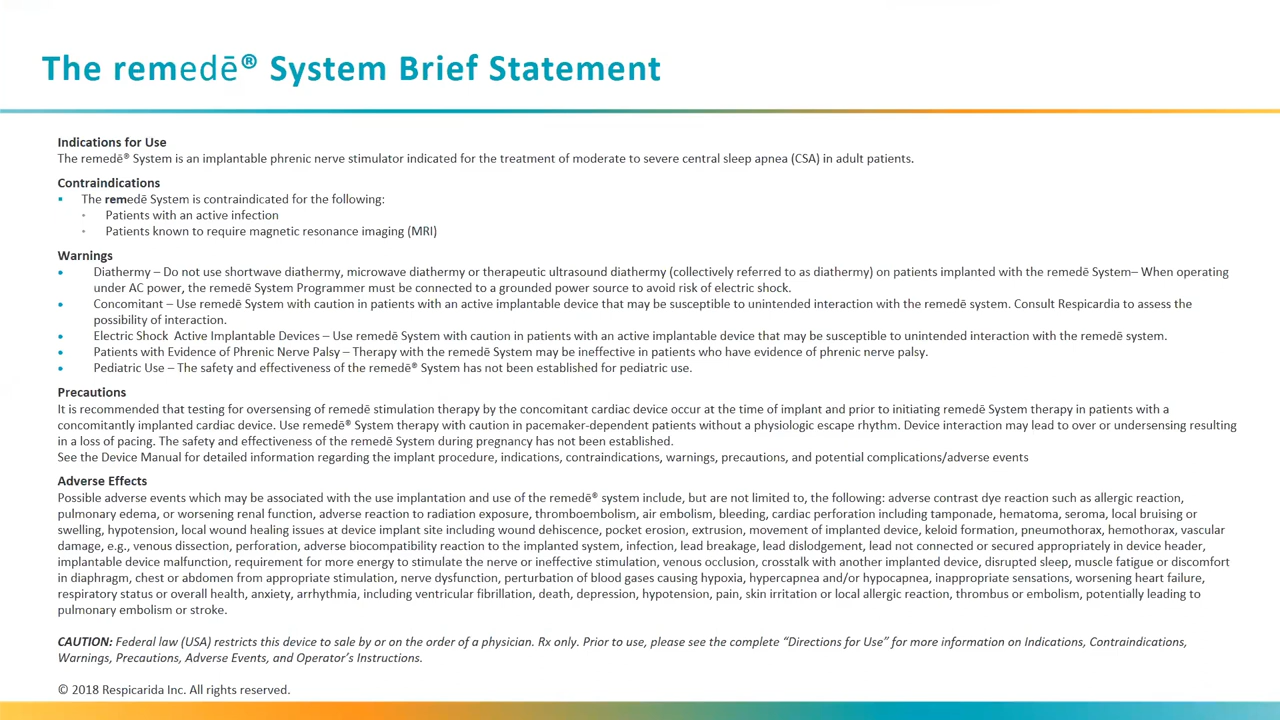 The remedē® System Brief Statement
Indications for Use
The remedē® System is an implantable phrenic nerve stimulator indicated for the treatment of moderate to severe central sleep apnea (CSA) in adult patients.
Contraindications
▪ The remedē System is contraindicated for the following:
• Patients with an active infection
• Patients known to require magnetic resonance imaging (MRI)
Warnings
• Diathermy – Do not use shortwave diathermy, microwave diathermy or therapeutic ultrasound diathermy (collectively referred to as diathermy) on patients implanted with the remedē System– When operating
under AC power, the remedē System Programmer must be connected to a grounded power source to avoid risk of electric shock.
• Concomitant – Use remedē System with caution in patients with an active implantable device that may be susceptible to unintended interaction with the remedē system. Consult Respicardia to assess the
possibility of interaction.
• Electric Shock Active Implantable Devices – Use remedē System with caution in patients with an active implantable device that may be susceptible to unintended interaction with the remedē system.
• Patients with Evidence of Phrenic Nerve Palsy – Therapy with the remedē System may be ineffective in patients who have evidence of phrenic nerve palsy.
• Pediatric Use – The safety and effectiveness of the remedē® System has not been established for pediatric use.
Precautions
It is recommended that testing for oversensing of remedē stimulation therapy by the concomitant cardiac device occur at the time of implant and prior to initiating remedē System therapy in patients with a
concomitantly implanted cardiac device. Use remedē® System therapy with caution in pacemaker-dependent patients without a physiologic escape rhythm. Device interaction may lead to over or undersensing resulting
in a loss of pacing. The safety and effectiveness of the remedē System during pregnancy has not been established.
See the Device Manual for detailed information regarding the implant procedure, indications, contraindications, warnings, precautions, and potential complications/adverse events
Adverse Effects
Possible adverse events which may be associated with the use implantation and use of the remedē® system include, but are not limited to, the following: adverse contrast dye reaction such as allergic reaction,
pulmonary edema, or worsening renal function, adverse reaction to radiation exposure, thromboembolism, air embolism, bleeding, cardiac perforation including tamponade, hematoma, seroma, local bruising or
swelling, hypotension, local wound healing issues at device implant site including wound dehiscence, pocket erosion, extrusion, movement of implanted device, keloid formation, pneumothorax, hemothorax, vascular
damage, e.g., venous dissection, perforation, adverse biocompatibility reaction to the implanted system, infection, lead breakage, lead dislodgement, lead not connected or secured appropriately in device header,
implantable device malfunction, requirement for more energy to stimulate the nerve or ineffective stimulation, venous occlusion, crosstalk with another implanted device, disrupted sleep, muscle fatigue or discomfort
in diaphragm, chest or abdomen from appropriate stimulation, nerve dysfunction, perturbation of blood gases causing hypoxia, hypercapnea and/or hypocapnea, inappropriate sensations, worsening heart failure,
respiratory status or overall health, anxiety, arrhythmia, including ventricular fibrillation, death, depression, hypotension, pain, skin irritation or local allergic reaction, thrombus or embolism, potentially leading to
pulmonary embolism or stroke.
CAUTION: Federal law (USA) restricts this device to sale by or on the order of a physician. Rx only. Prior to use, please see the complete “Directions for Use” for more information on Indications, Contraindications,
Warnings, Precautions, Adverse Events, and Operator’s Instructions.
© 2018 Respicarida Inc. All rights reserved.